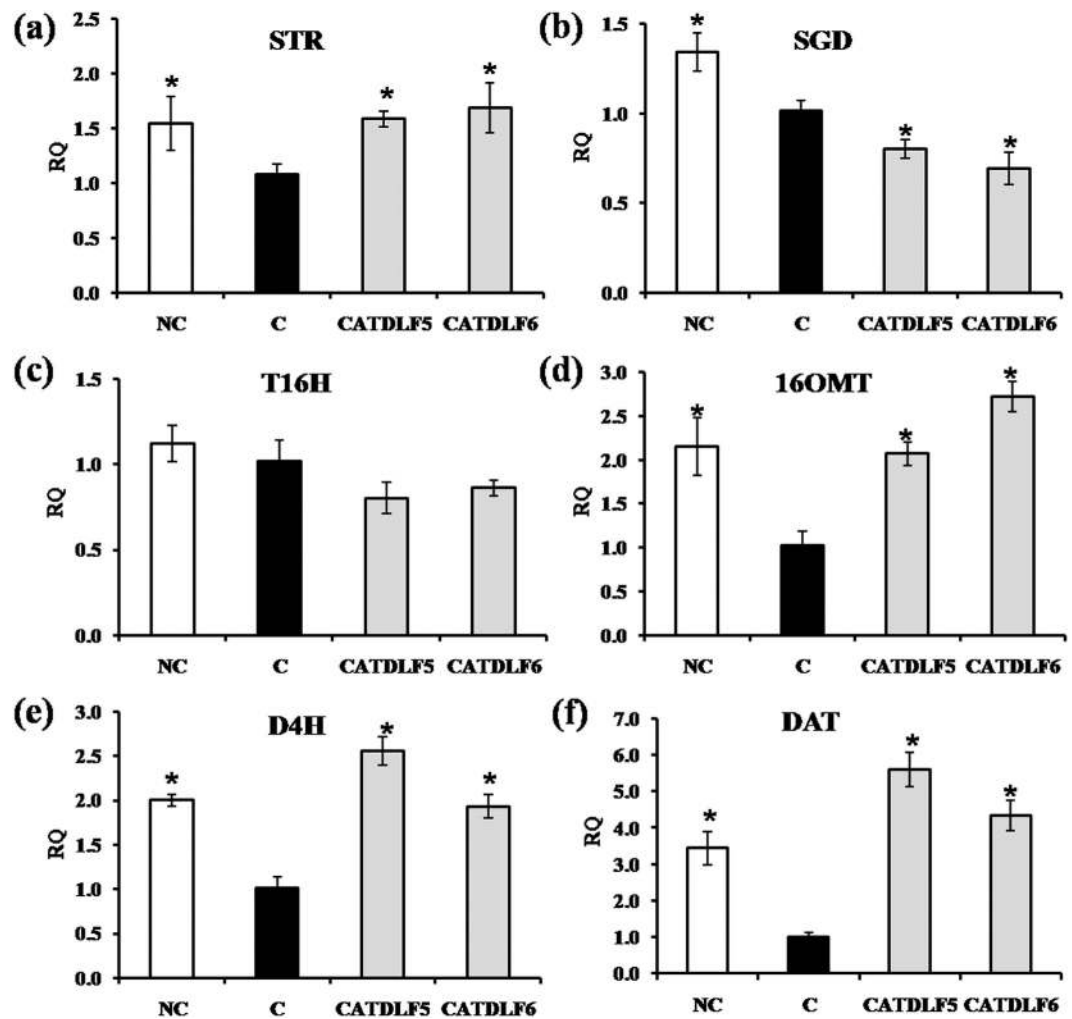 (a)
STR
2.5
2.0
1.5
1.0
0.5
0.0
RQ
* * *
NC C CATDLF5 CATDLF6
(b)
SGD
1.5
1.0
0.5
0.0
RQ
* * *
NC C CATDLF5 CATDLF6
(c)
T16H
1.5
1.0
0.5
0.0
RQ
NC C CATDLF5 CATDLF6
(d)
16OMT
3.0
2.5
2.0
1.5
1.0
0.5
0.0
RQ
* * *
NC C CATDLF5 CATDLF6
(e)
D4H
3.0
2.5
2.0
1.5
1.0
0.5
0.0
RQ
* * *
NC C CATDLF5 CATDLF6
(f)
DAT
7.0
6.0
5.0
4.0
3.0
2.0
1.0
0.0
RQ
* * *
NC C CATDLF5 CATDLF6